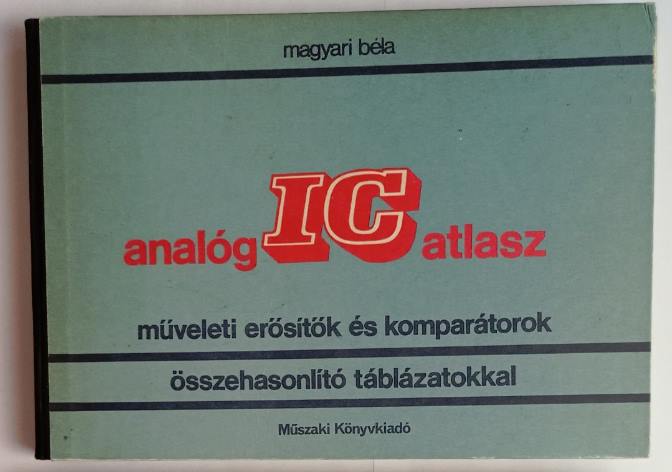 magyari béla
analóg IC atlasz
műveleti erősítők és komparátorok
összehasonlító táblázatokkal
Műszaki Könyvkiadó